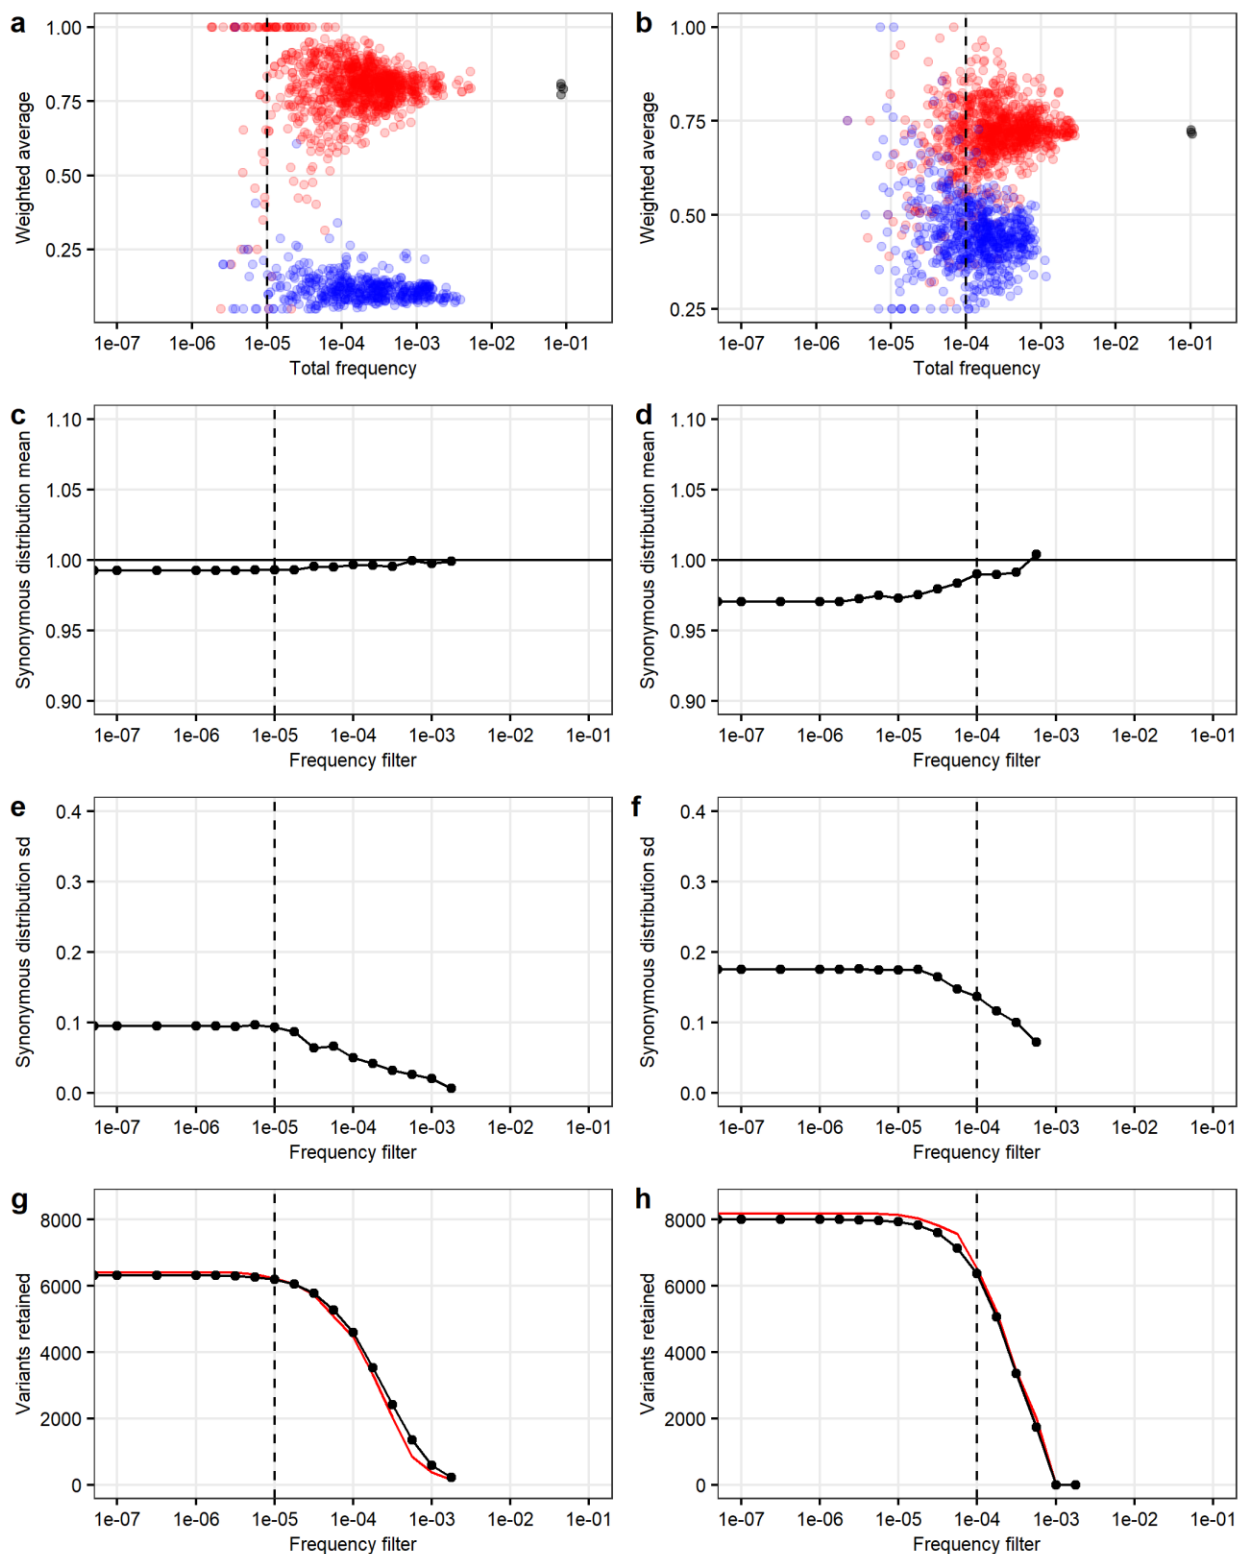 a
Weighted average
1.00
0.75
0.50
0.25
1e-07 1e-06 1e-05 1e-04 1e-03 1e-02 1e-01
Total frequency
b
Weighted average
1.00
0.75
0.50
0.25
1e-07 1e-06 1e-05 1e-04 1e-03 1e-02 1e-01
Total frequency
c
Synonymous distribution mean
1.10
1.05
1.00
0.95
0.90
1e-07 1e-06 1e-05 1e-04 1e-03 1e-02 1e-01
Frequency filter
d
Synonymous distribution mean
1.10
1.05
1.00
0.95
0.90
1e-07 1e-06 1e-05 1e-04 1e-03 1e-02 1e-01
Frequency filter
e
Synonymous distribution sd
0.4
0.3
0.2
0.1
0.0
1e-07 1e-06 1e-05 1e-04 1e-03 1e-02 1e-01
Frequency filter
f
Synonymous distribution sd
0.4
0.3
0.2
0.1
0.0
1e-07 1e-06 1e-05 1e-04 1e-03 1e-02 1e-01
Frequency filter
g
Variants retained
8000
6000
4000
2000
0
1e-07 1e-06 1e-05 1e-04 1e-03 1e-02 1e-01
Frequency filter
h
Variants retained
8000
6000
4000
2000
0
1e-07 1e-06 1e-05 1e-04 1e-03 1e-02 1e-01
Frequency filter